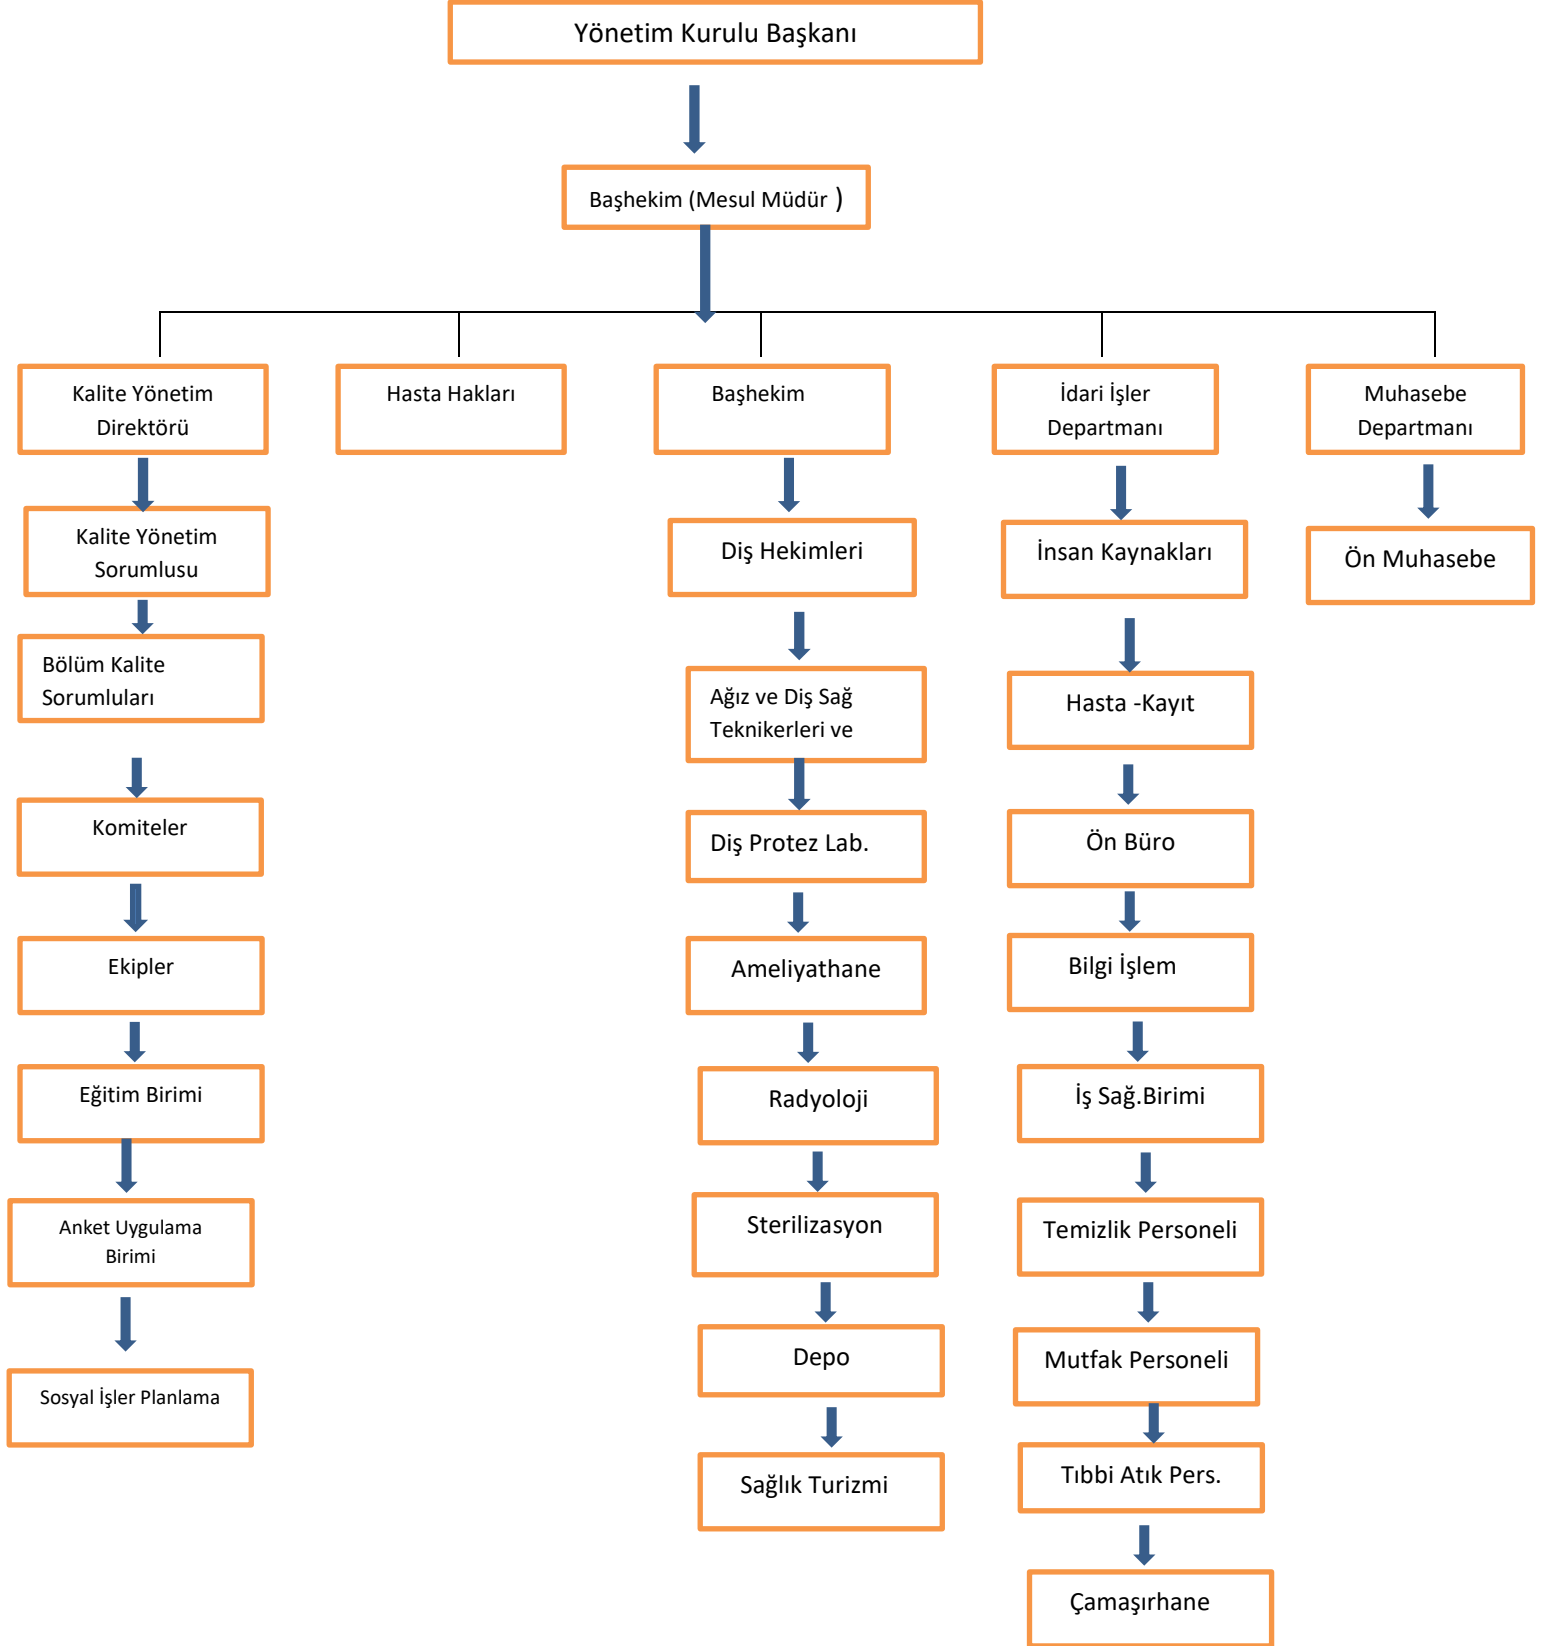 Yönetim Kurulu Başkanı
Başhekim (Mesul Müdür )
Kalite Yönetim
Direktörü
Hasta Hakları
Başhekim
İdari İşler
Departmanı
Muhasebe
Departmanı
Kalite Yönetim
Sorumlusu
Diş Hekimleri
İnsan Kaynakları
Ön Muhasebe
Bölüm Kalite
Sorumluları
Ağız ve Diş Sağ
Teknikerleri ve
Hasta -Kayıt
Komiteler
Diş Protez Lab.
Ön Büro
Ekipler
Ameliyathane
Bilgi İşlem
Eğitim Birimi
Radyoloji
İş Sağ.Birimi
Anket Uygulama
Birimi
Sterilizasyon
Temizlik Personeli
Sosyal İşler Planlama
Depo
Mutfak Personeli
Sağlık Turizmi
Tıbbi Atık Pers.
Çamaşırhane